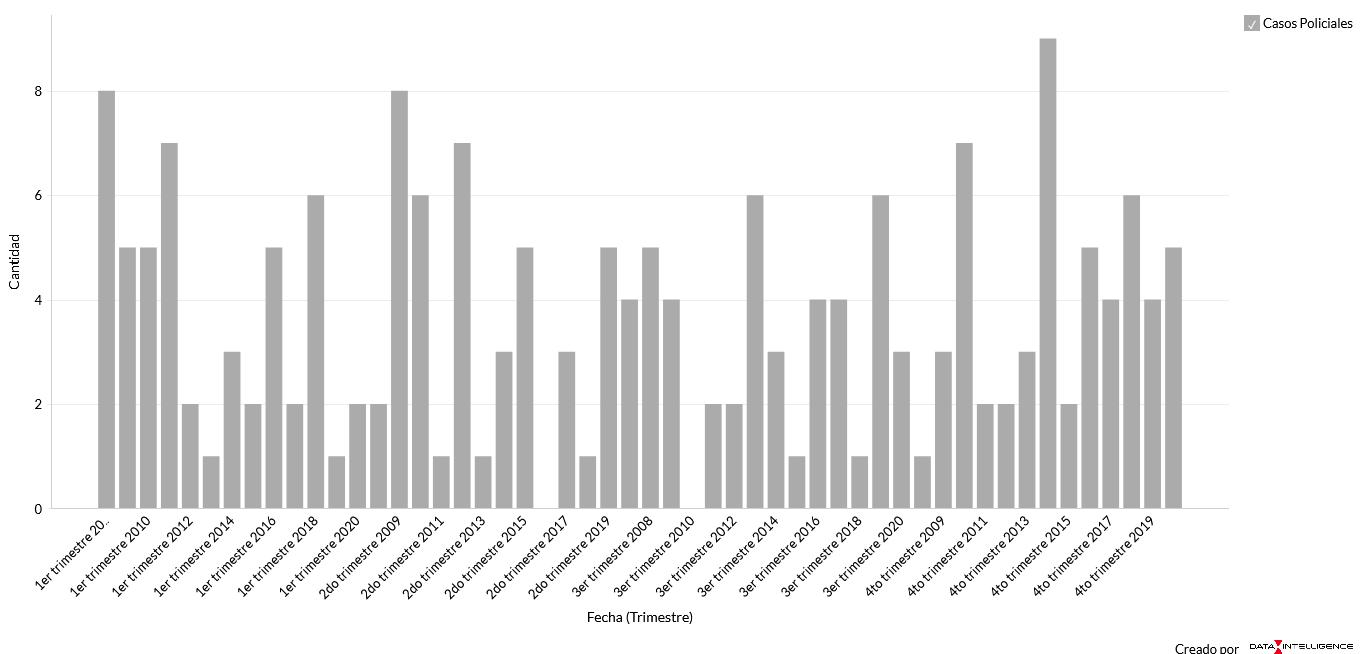 Casos Policiales
Cantidad
8
6
4
2
0
1er trimestre 20..
1er trimestre 2010
1er trimestre 2012
1er trimestre 2014
1er trimestre 2016
1er trimestre 2018
1er trimestre 2020
2do trimestre 2009
2do trimestre 2011
2do trimestre 2013
2do trimestre 2015
2do trimestre 2017
2do trimestre 2019
3er trimestre 2008
3er trimestre 2010
3er trimestre 2012
3er trimestre 2014
3er trimestre 2016
3er trimestre 2018
3er trimestre 2020
4to trimestre 2009
4to trimestre 2011
4to trimestre 2013
4to trimestre 2015
4to trimestre 2017
4to trimestre 2019
Fecha (Trimestre)
Creado por DATA INTELLIGENCE